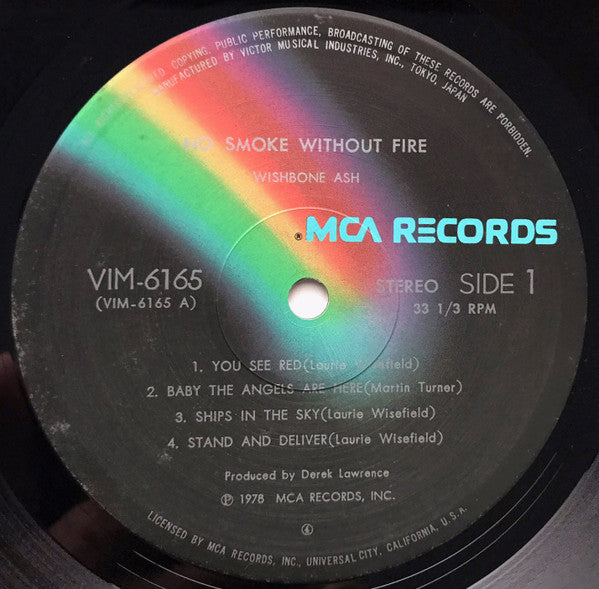 COPYING, PUBLIC PERFORMANCE, BROADCASTING OF THESE RECORDS ARE FORBIDDEN.
MANUFACTURED BY VICTOR MUSICAL INDUSTRIES, INC., TOKYO, JAPAN
NO SMOKE WITHOUT FIRE
WISHBONE ASH
®MCA RECORDS
VIM-6165
(VIM-6165 A)
STEREO SIDE 1
33 1/3 RPM
1. YOU SEE RED(Laurie Wisefield)
2. BABY THE ANGELS ARE HERE(Martin Turner)
3. SHIPS IN THE SKY(Laurie Wisefield)
4. STAND AND DELIVER(Laurie Wisefield)
Produced by Derek Lawrence
℗ 1978 MCA RECORDS, INC.
LICENSED BY MCA RECORDS, INC., UNIVERSAL CITY, CALIFORNIA, U.S.A.